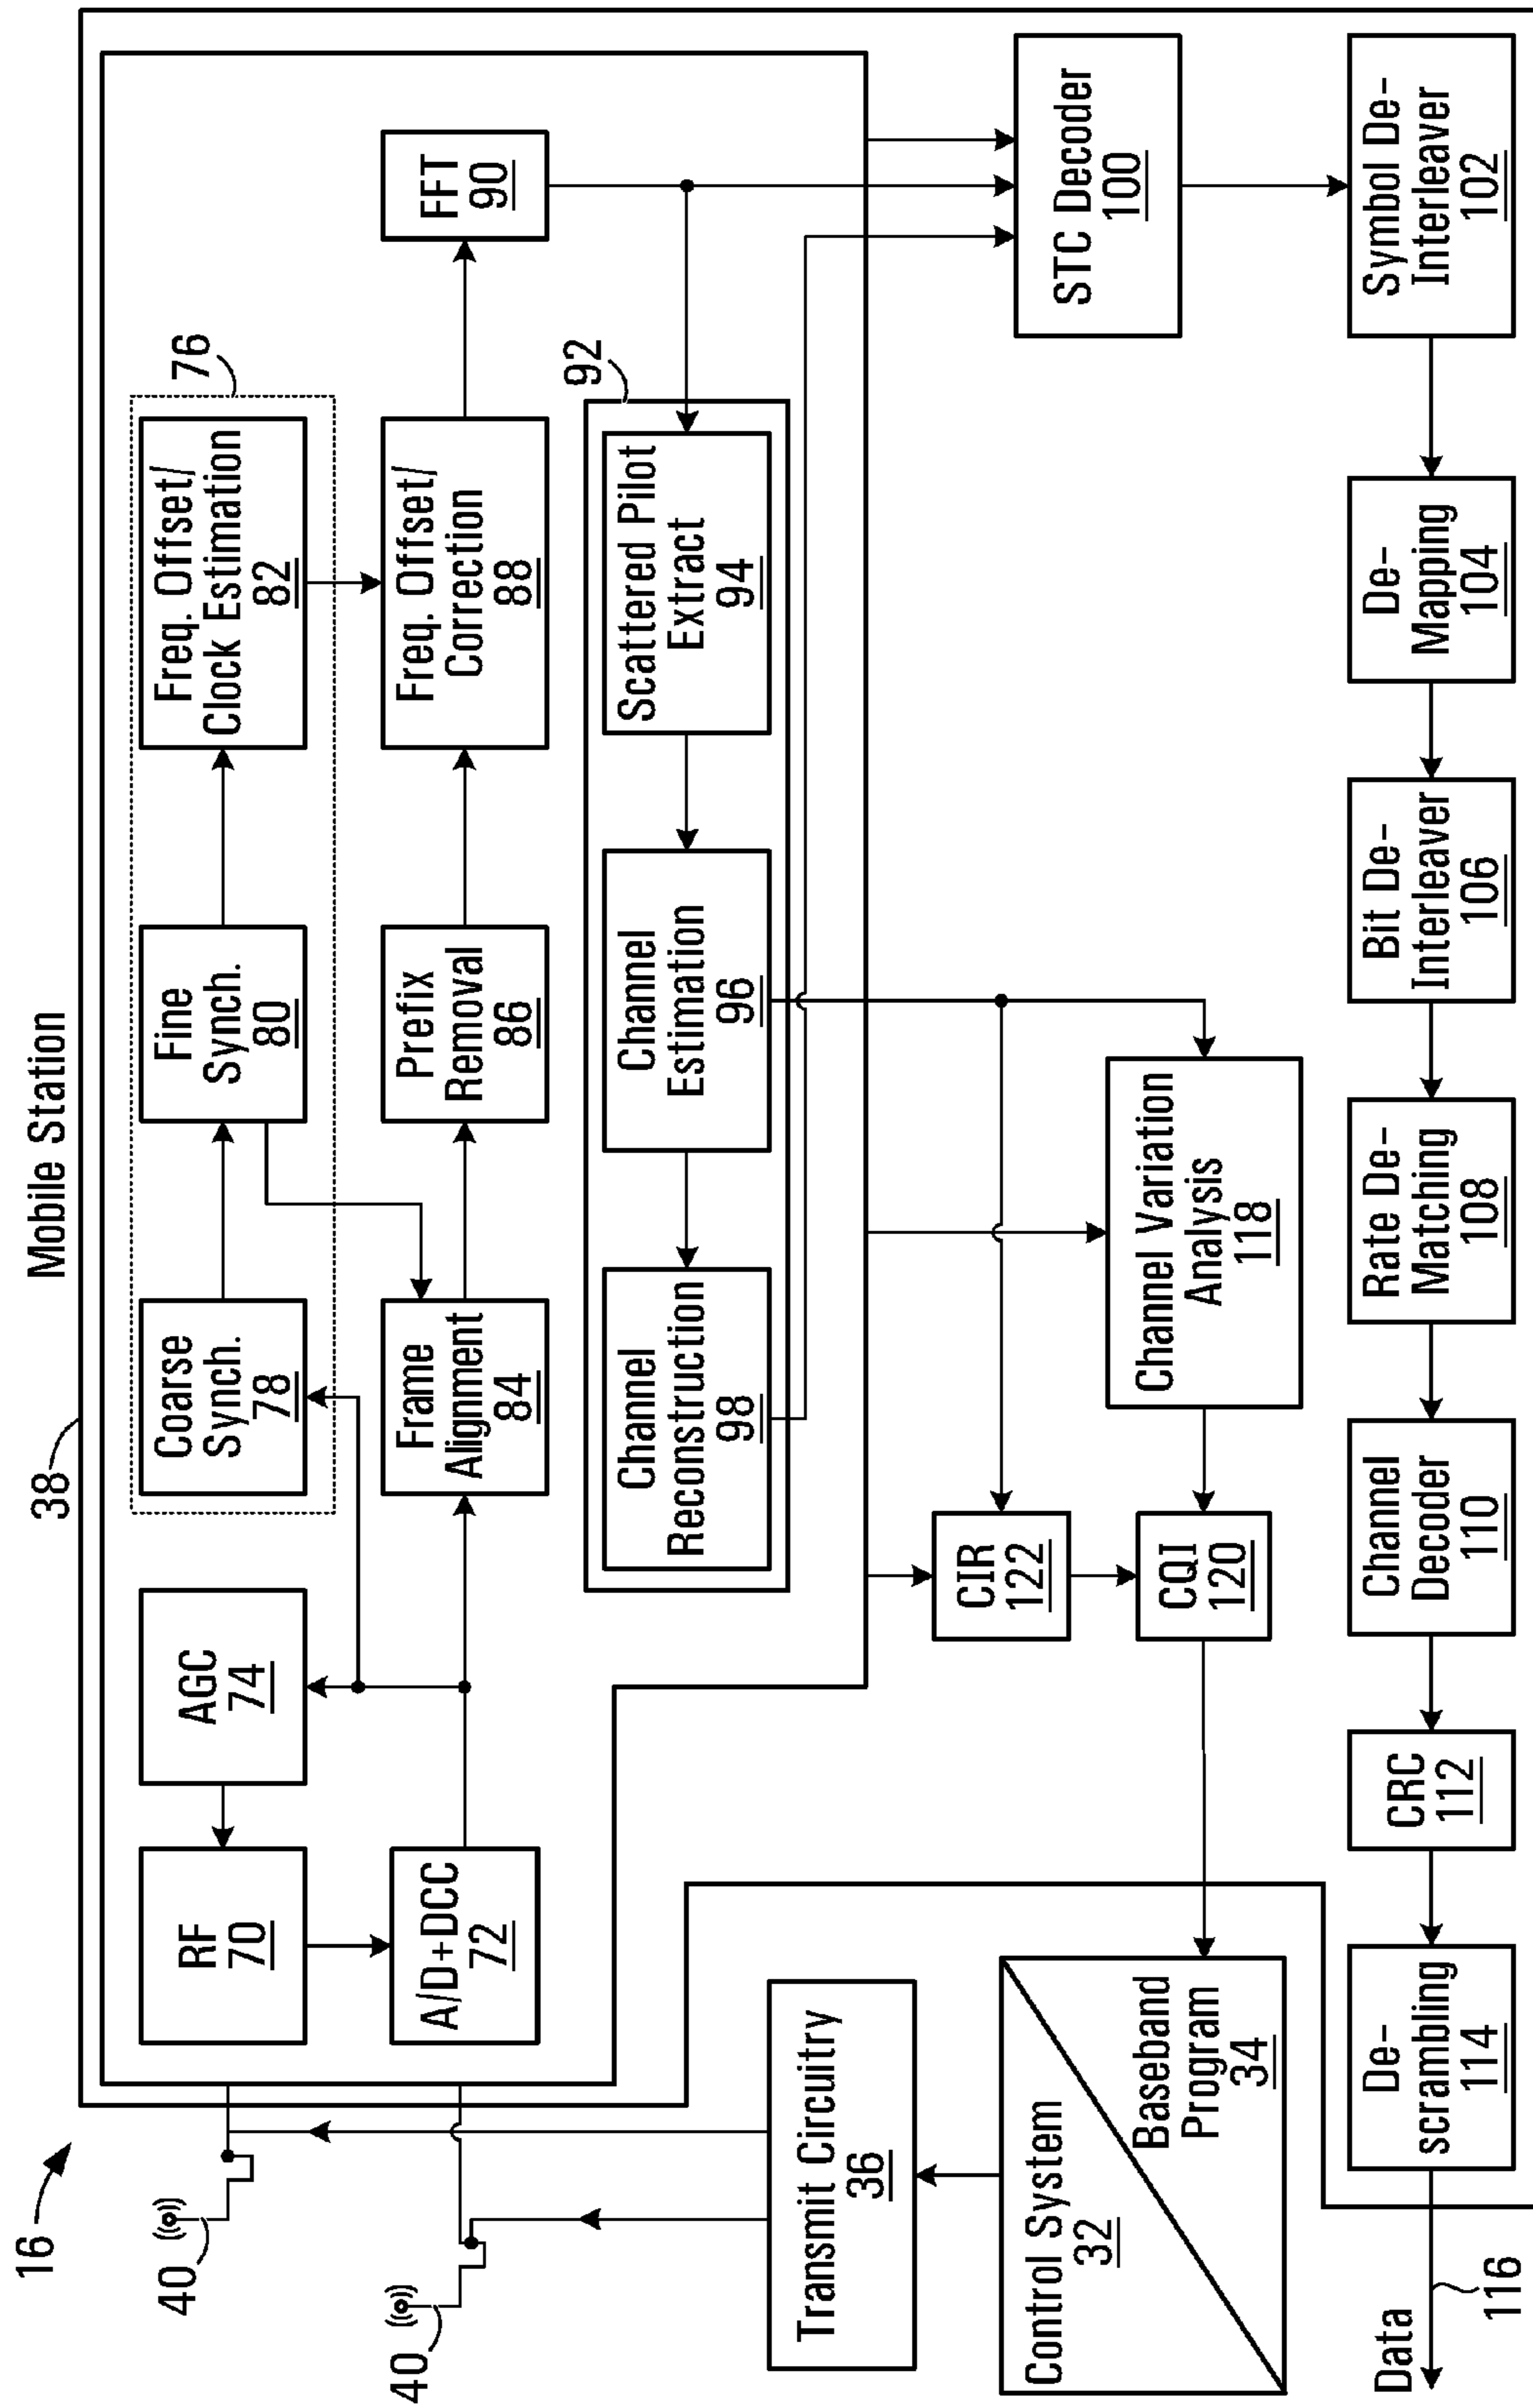 Mobile Station
16
38
40
40
RF
70
AGC
74
A/D+DCC
72
76
Coarse
Synch.
78
Fine
Synch.
80
Freq. Offset/
Clock Estimation
82
Frame
Alignment
84
Prefix
Removal
86
Freq. Offset/
Correction
88
FFT
90
92
Channel
Reconstruction
98
Channel
Estimation
96
Scattered Pilot
Extract
94
Transmit Circuitry
36
Control System
32
Baseband
Program
34
CIR
122
CQI
120
Channel Variation
Analysis
118
STC Decoder
100
Data
116
De-
scrambling
114
CRC
112
Channel
Decoder
110
Rate De-
Matching
108
Bit De-
Interleaver
106
De-
Mapping
104
Symbol De-
Interleaver
102